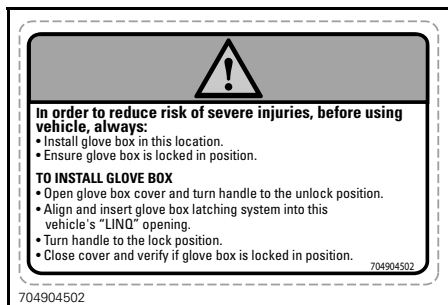 In order to reduce risk of severe injuries, before using
vehicle, always:
• Install glove box in this location.
• Ensure glove box is locked in position.
TO INSTALL GLOVE BOX
• Open glove box cover and turn handle to the unlock position.
• Align and insert glove box latching system into this
vehicle's “LINQ” opening.
• Turn handle to the lock position.
• Close cover and verify if glove box is locked in position.
704904502
704904502